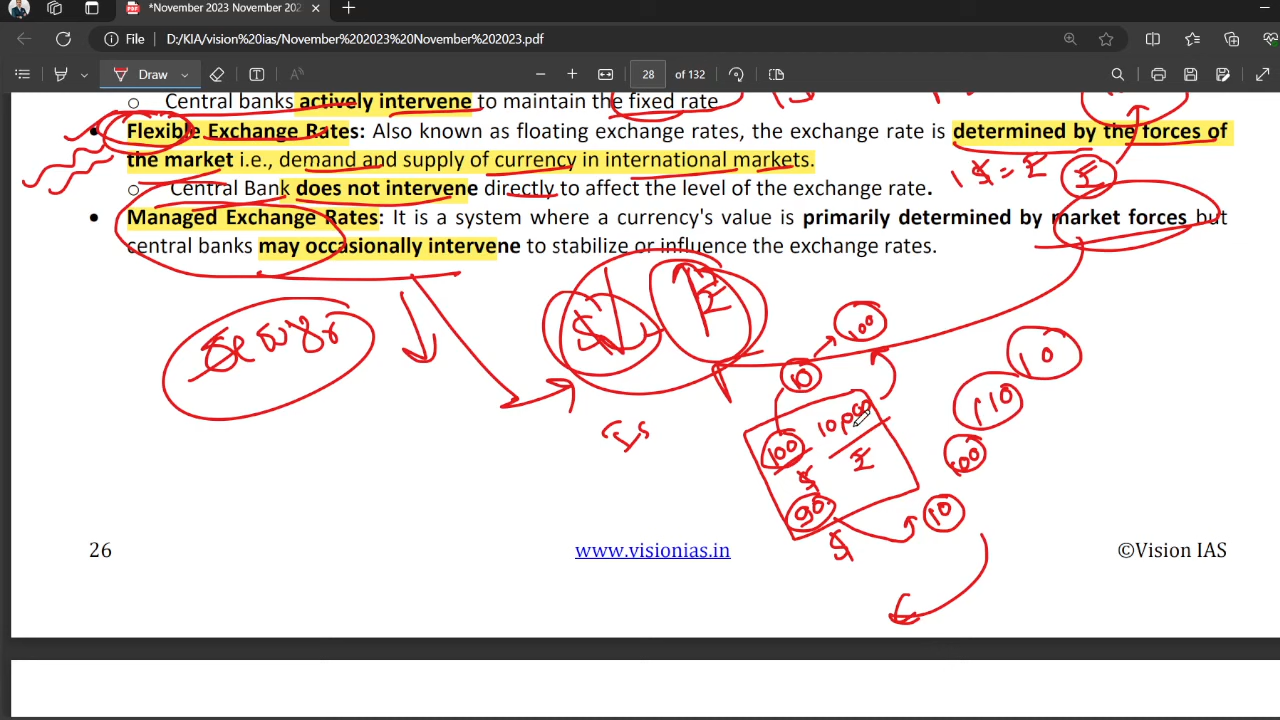 *November 2023 November 202
File D:/KIA/vision%20ias/November%202023%20November%202023.pdf
Draw 28 of 132
Central banks actively intervene to maintain the fixed rate
Flexible Exchange Rates: Also known as floating exchange rates, the exchange rate is determined by the forces of
the market i.e., demand and supply of currency in international markets.
1 $ = ₹ ₹
Central Bank does not intervene directly to affect the level of the exchange rate.
Managed Exchange Rates: It is a system where a currency's value is primarily determined by market forces but
central banks may occasionally intervene to stabilize or influence the exchange rates.
$ ₹
100
10
10
110
100
100 $
₹
90 $
10
26 www.visionias.in ©Vision IAS